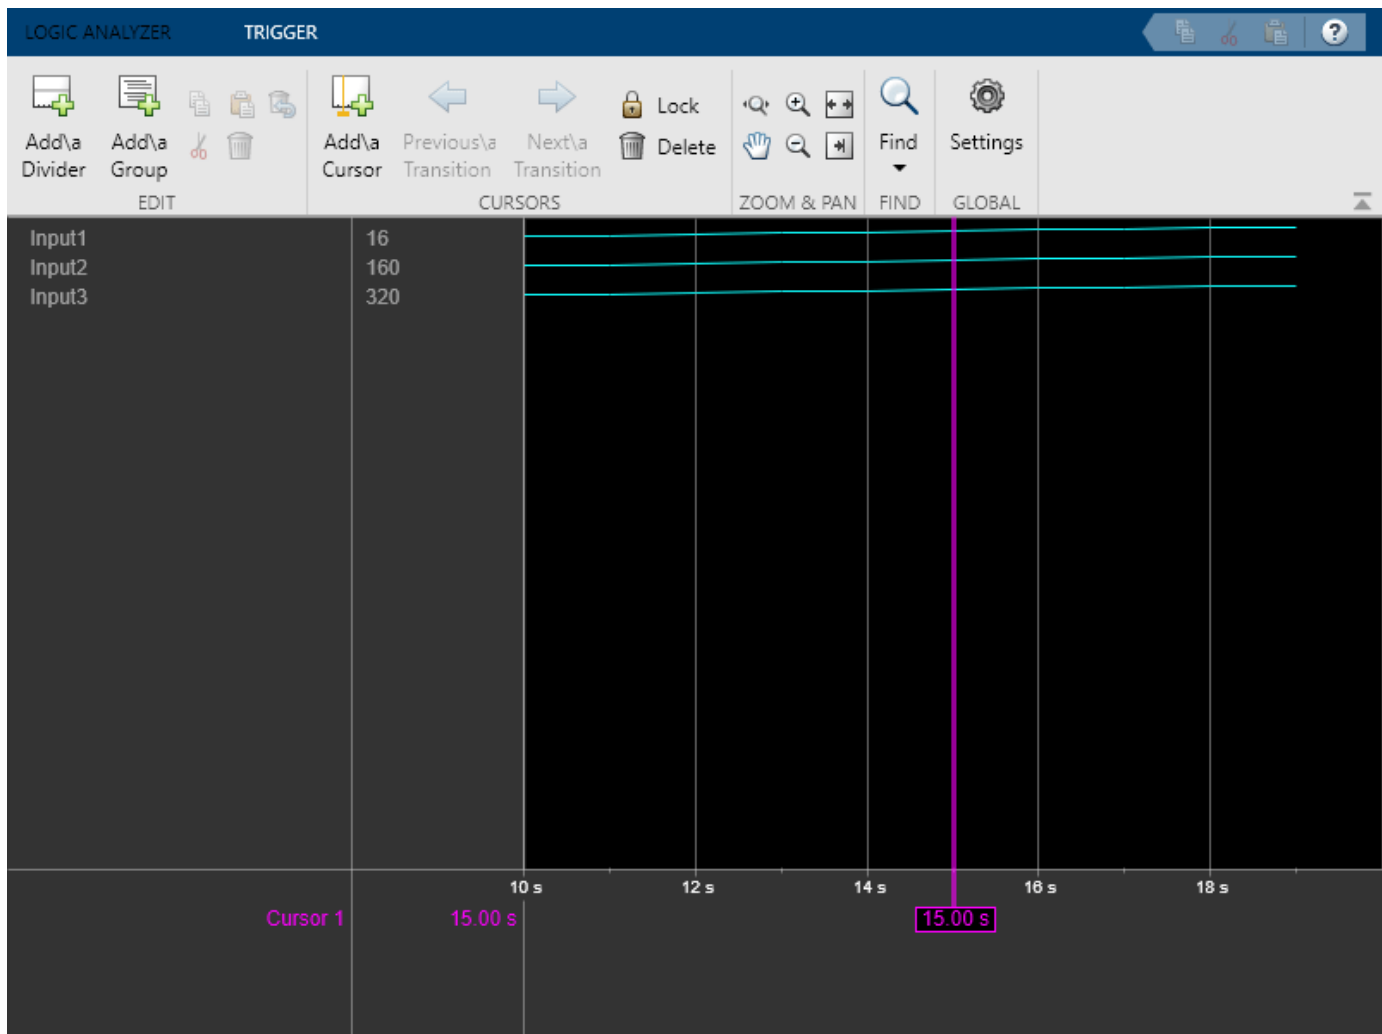 LOGIC ANALYZER TRIGGER
?
Add\a Divider
Add\a Group
EDIT
Add\a Cursor
Previous\a Transition
Next\a Transition
Lock
Delete
CURSORS
ZOOM & PAN
Find
FIND
Settings
GLOBAL
Input1 16
Input2 160
Input3 320
10 s 12 s 14 s 16 s 18 s
Cursor 1 15.00 s 15.00 s